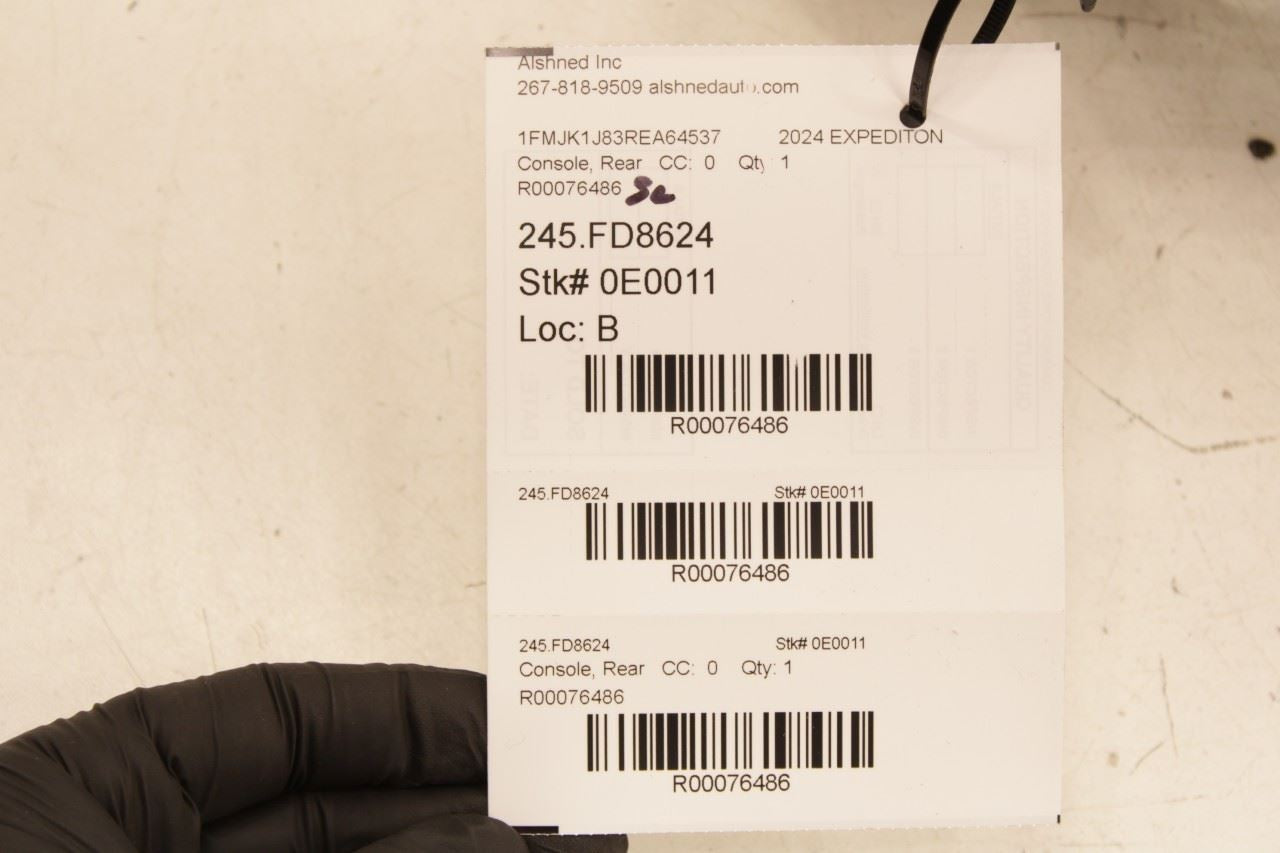 Alshned Inc
267-818-9509 alshnedauto.com
1FMJK1J83REA64537 2024 EXPEDITON
Console, Rear CC: 0 Qty 1
R00076486
245.FD8624
Stk# 0E0011
Loc: B
R00076486
245.FD8624 Stk# 0E0011
R00076486
245.FD8624 Stk# 0E0011
Console, Rear CC: 0 Qty: 1
R00076486
R00076486